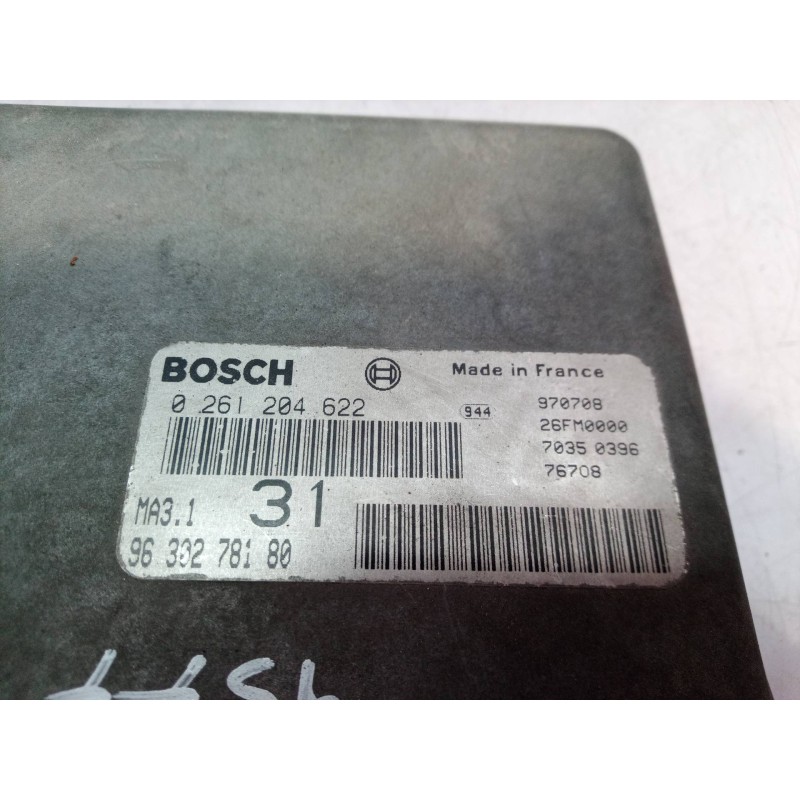 BOSCH
Made in France
0 261 204 622
944
970708
26FM0000
7035 0396
76708
MA3.1
31
96 302 781 80